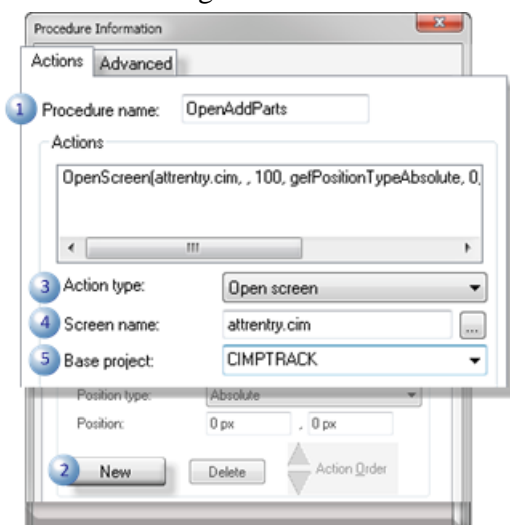 Procedure Information
Actions Advanced
1 Procedure name: OpenAddParts
Actions
OpenScreen(attrentry.cim, , 100, gefPositionTypeAbsolute, 0,
3 Action type: Open screen
4 Screen name: attrentry.cim ...
5 Base project: CIMPTRACK
Position type: Absolute
Position: 0 px , 0 px
2 New Delete Action Order